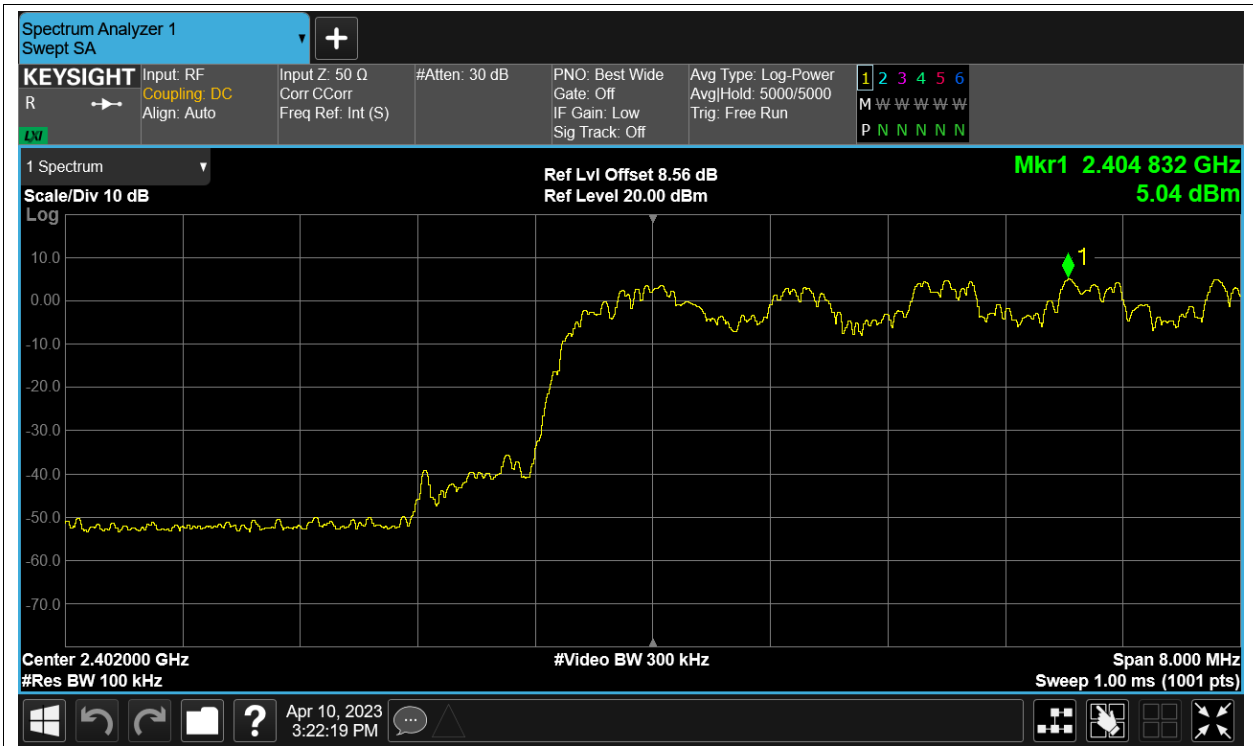 Spectrum Analyzer 1
Swept SA
KEYSIGHT
R
LXI
Input: RF
Coupling: DC
Align: Auto
Input Z: 50 Ω
Corr CCorr
Freq Ref: Int (S)
#Atten: 30 dB
PNO: Best Wide
Gate: Off
IF Gain: Low
Sig Track: Off
Avg Type: Log-Power
Avg|Hold: 5000/5000
Trig: Free Run
1 2 3 4 5 6
M W W W W W
P N N N N N
1 Spectrum
Scale/Div 10 dB
Log
Ref Lvl Offset 8.56 dB
Ref Level 20.00 dBm
Mkr1 2.404 832 GHz
5.04 dBm
1
10.0
0.00
-10.0
-20.0
-30.0
-40.0
-50.0
-60.0
-70.0
Center 2.402000 GHz
#Res BW 100 kHz
#Video BW 300 kHz
Span 8.000 MHz
Sweep 1.00 ms (1001 pts)
?
Apr 10, 2023
3:22:19 PM